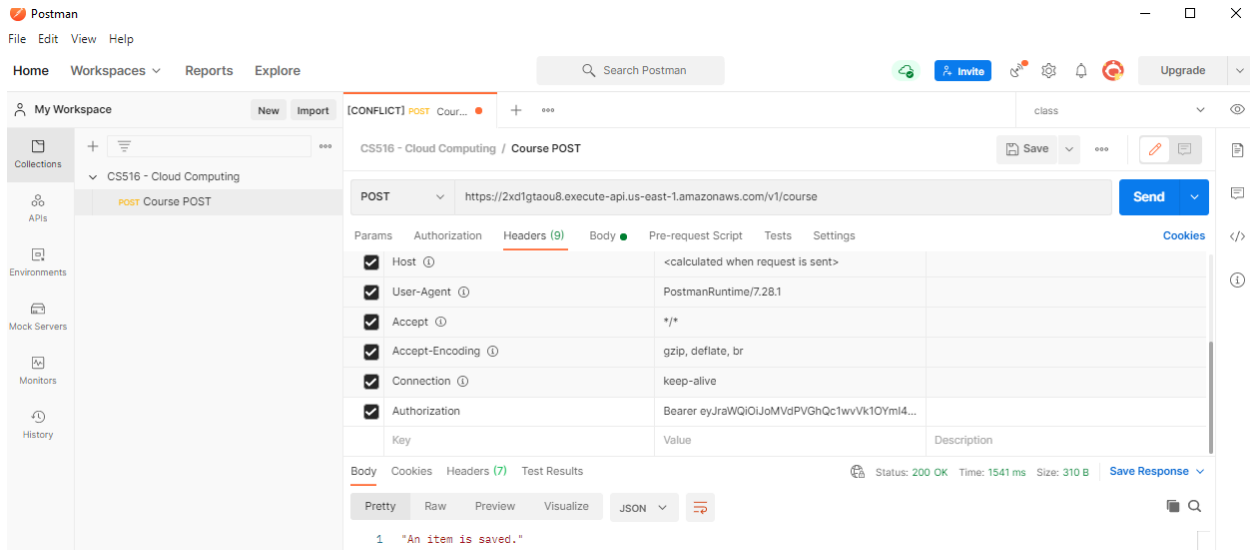 Postman
File Edit View Help
Home Workspaces Reports Explore Search Postman Invite Upgrade
My Workspace New Import [CONFLICT] POST Cour... class
Collections
CS516 - Cloud Computing / Course POST Save
CS516 - Cloud Computing
POST Course POST
POST https://2xd1gtaou8.execute-api.us-east-1.amazonaws.com/v1/course Send
APIs
Params Authorization Headers (9) Body Pre-request Script Tests Settings Cookies
Environments
Host <calculated when request is sent>
User-Agent PostmanRuntime/7.28.1
Mock Servers
Accept */*
Accept-Encoding gzip, deflate, br
Monitors
Connection keep-alive
Authorization Bearer eyJraWQiOiJoMVdPVGhQc1wvVk1OYml4...
History
Key Value Description
Body Cookies Headers (7) Test Results Status: 200 OK Time: 1541 ms Size: 310 B Save Response
Pretty Raw Preview Visualize JSON
1 "An item is saved."